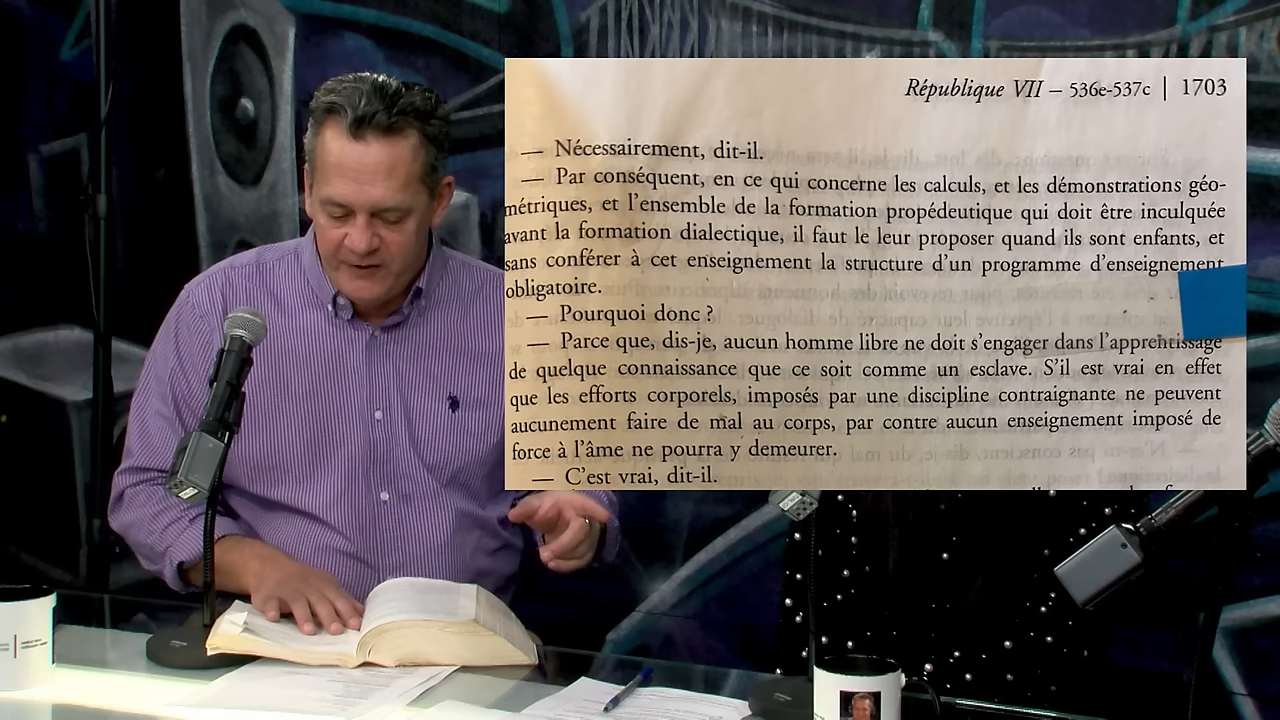 République VII – 536e-537c | 1703
— Nécessairement, dit-il.
— Par conséquent, en ce qui concerne les calculs, et les démonstrations géo-
métriques, et l'ensemble de la formation propédeutique qui doit être inculquée
avant la formation dialectique, il faut le leur proposer quand ils sont enfants, et
sans conférer à cet enseignement la structure d'un programme d'enseignement
obligatoire.
— Pourquoi donc ?
— Parce que, dis-je, aucun homme libre ne doit s'engager dans l'apprentissage
de quelque connaissance que ce soit comme un esclave. S'il est vrai en effet
que les efforts corporels, imposés par une discipline contraignante ne peuvent
aucunement faire de mal au corps, par contre aucun enseignement imposé de
force à l'âme ne pourra y demeurer.
— C'est vrai, dit-il.